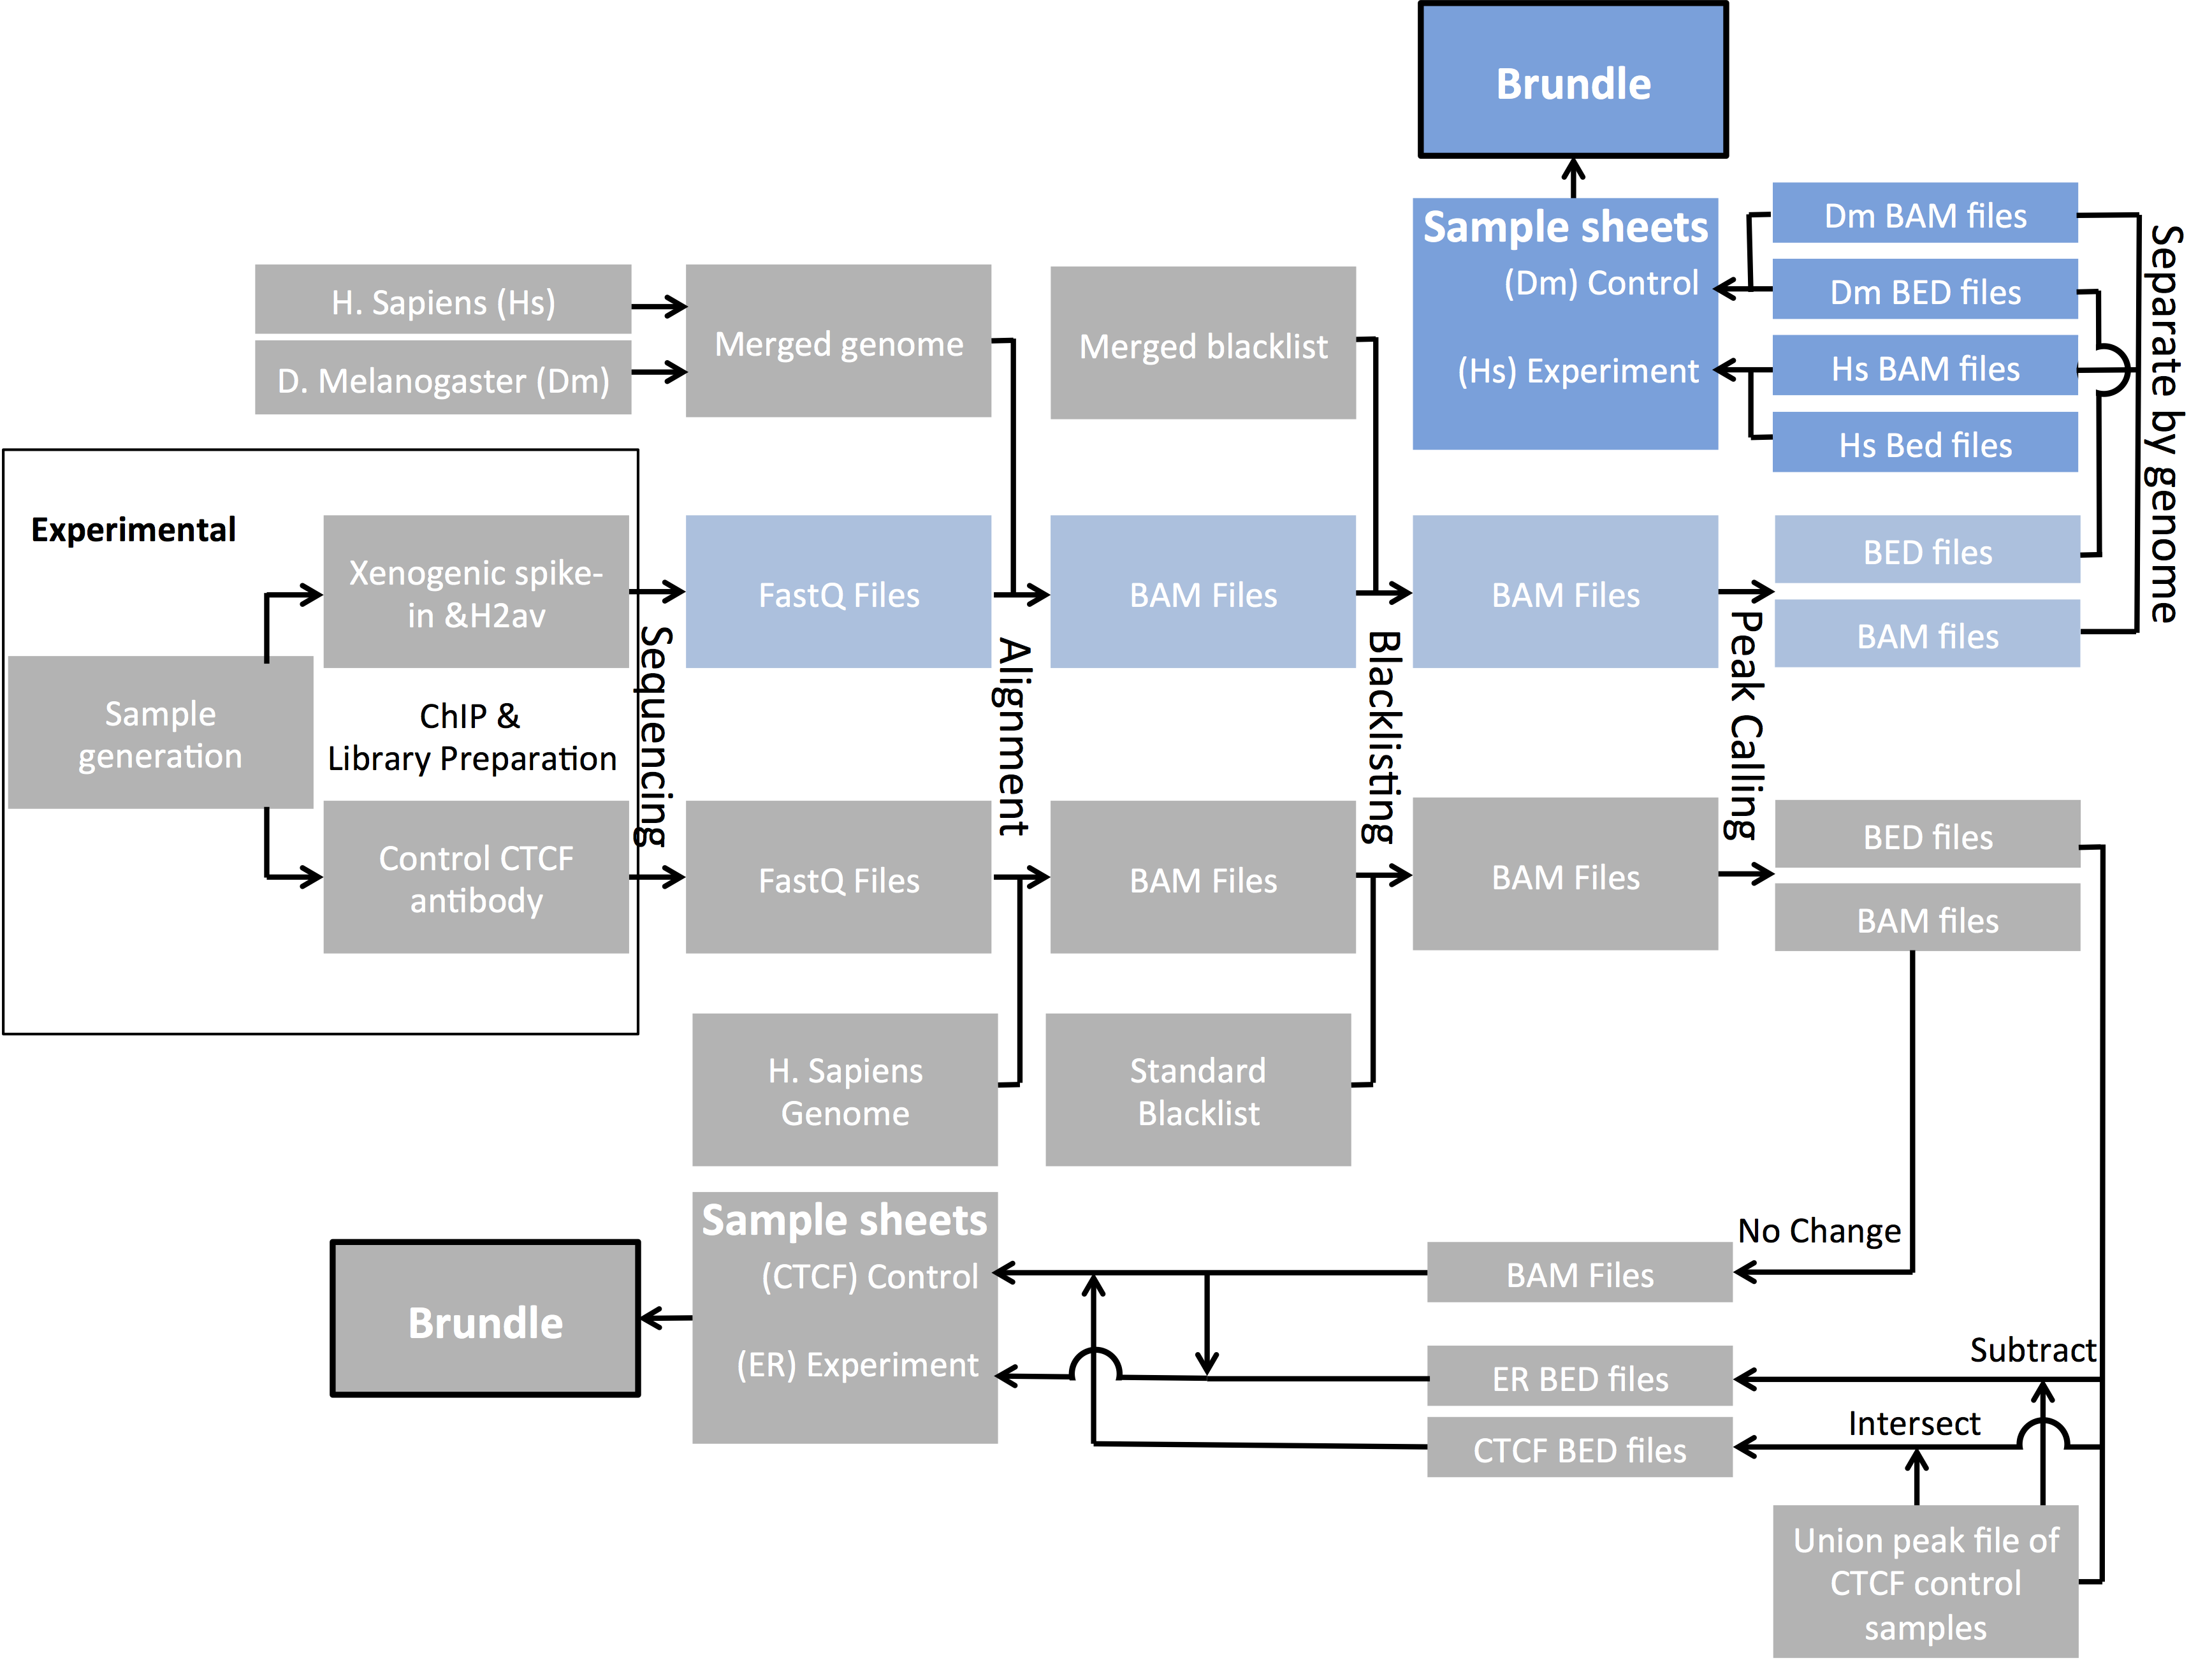 Brundle
Sample sheets
(Dm) Control
(Hs) Experiment
Dm BAM files
Dm BED files
Hs BAM files
Hs Bed files
Separate by genome
H. Sapiens (Hs)
D. Melanogaster (Dm)
Merged genome
Merged blacklist
Experimental
Xenogenic spike-
in &H2av
Sample
generation
ChIP &
Library Preparation
Control CTCF
antibody
Sequencing
FastQ Files
Alignment
BAM Files
Blacklisting
BAM Files
Peak Calling
BED files
BAM files
FastQ Files
BAM Files
BAM Files
BED files
BAM files
H. Sapiens
Genome
Standard
Blacklist
Brundle
Sample sheets
(CTCF) Control
(ER) Experiment
No Change
BAM Files
Subtract
ER BED files
Intersect
CTCF BED files
Union peak file of
CTCF control
samples